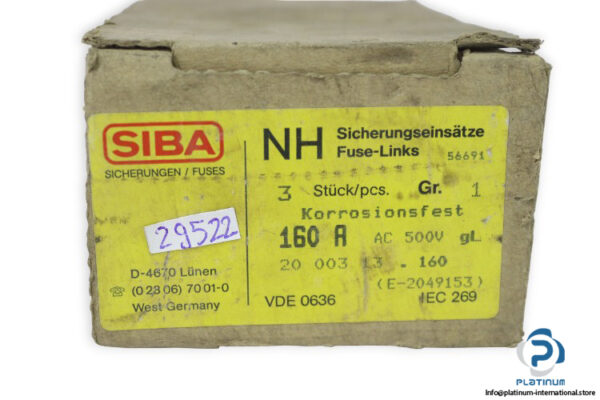 SIBA
SICHERUNGEN / FUSES
NH Sicherungseinsätze
Fuse-Links 56691
3 Stück/pcs. Gr. 1
Korrosionsfest
160 A AC 500V gL
20 003 13 . 160
(E-2049153)
VDE 0636 IEC 269
29522
D-4670 Lünen
☎ (0 23 06) 70 01-0
West Germany
PLATINUM
Info@platinum-international.store